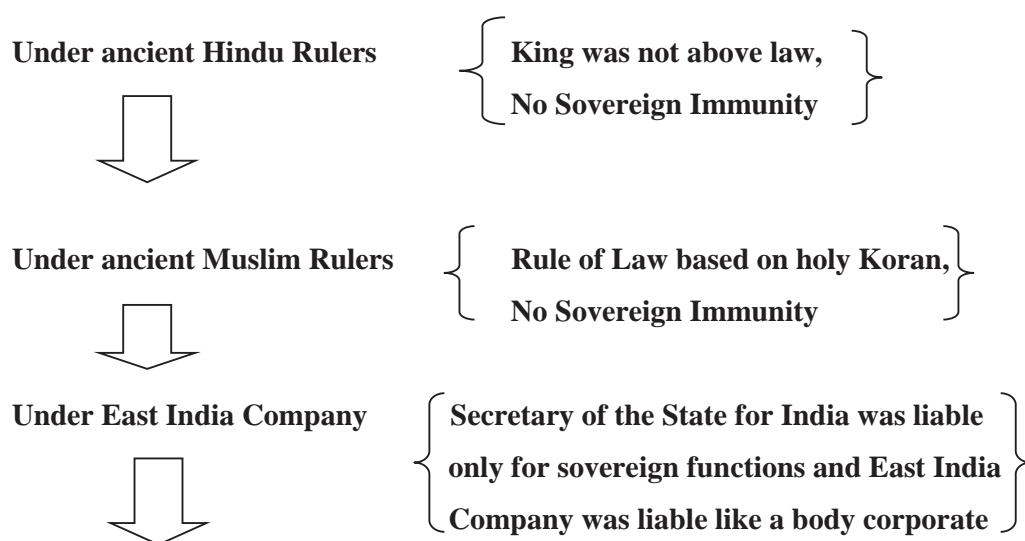 Under ancient Hindu Rulers
King was not above law,
No Sovereign Immunity
Under ancient Muslim Rulers
Rule of Law based on holy Koran,
No Sovereign Immunity
Under East India Company
Secretary of the State for India was liable
only for sovereign functions and East India
Company was liable like a body corporate